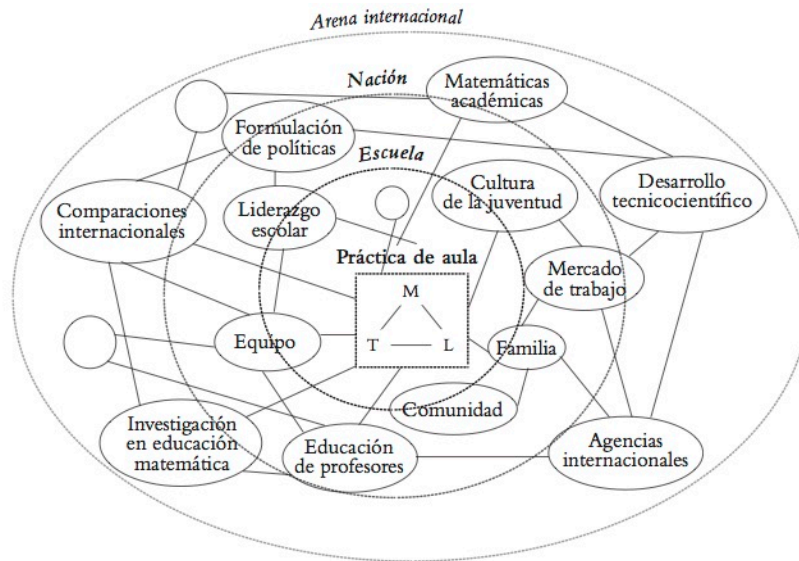 Arena internacional
Nación
Matemáticas
académicas
Formulación
de políticas
Escuela
Cultura
de la juventud
Desarrollo
tecnicocientífico
Comparaciones
internacionales
Liderazgo
escolar
Práctica de aula
Mercado
de trabajo
M
T
L
Equipo
Familia
Comunidad
Investigación
en educación
matemática
Educación
de profesores
Agencias
internacionales